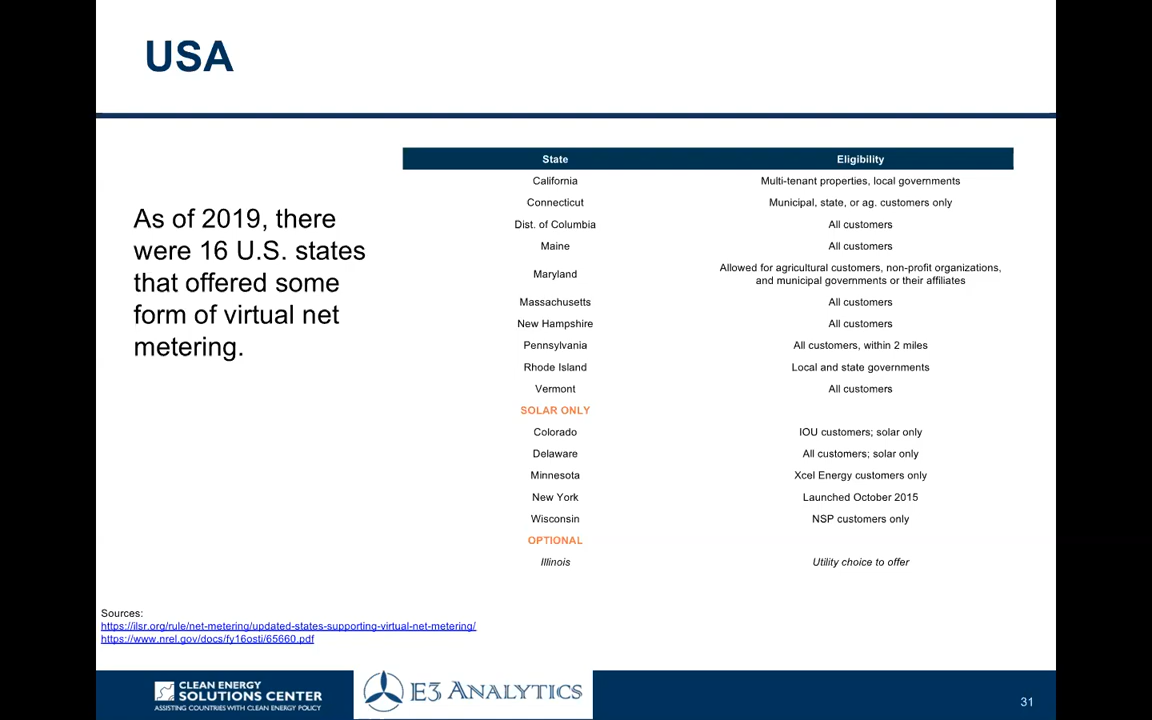 USA
As of 2019, there
were 16 U.S. states
that offered some
form of virtual net
metering.
State Eligibility
California Multi-tenant properties, local governments
Connecticut Municipal, state, or ag. customers only
Dist. of Columbia All customers
Maine All customers
Maryland Allowed for agricultural customers, non-profit organizations,
and municipal governments or their affiliates
Massachusetts All customers
New Hampshire All customers
Pennsylvania All customers, within 2 miles
Rhode Island Local and state governments
Vermont All customers
SOLAR ONLY
Colorado IOU customers; solar only
Delaware All customers; solar only
Minnesota Xcel Energy customers only
New York Launched October 2015
Wisconsin NSP customers only
OPTIONAL
Illinois Utility choice to offer
Sources:
https://ilsr.org/rule/net-metering/updated-states-supporting-virtual-net-metering/
https://www.nrel.gov/docs/fy16osti/65660.pdf
CLEAN ENERGY
SOLUTIONS CENTER
ASSISTING COUNTRIES WITH CLEAN ENERGY POLICY
E3 ANALYTICS
31